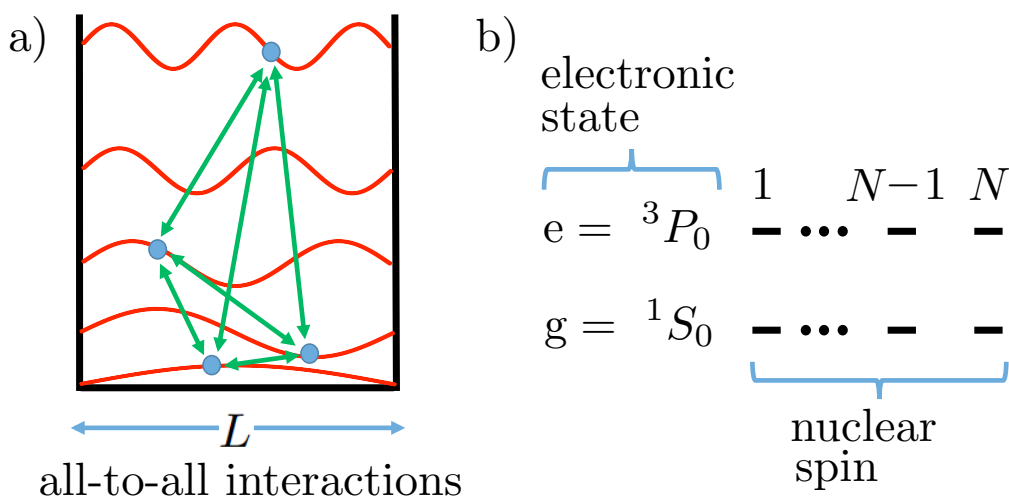 a)
L
all-to-all interactions
b)
electronic
state
1 N−1 N
e = ³P₀
g = ¹S₀
nuclear
spin